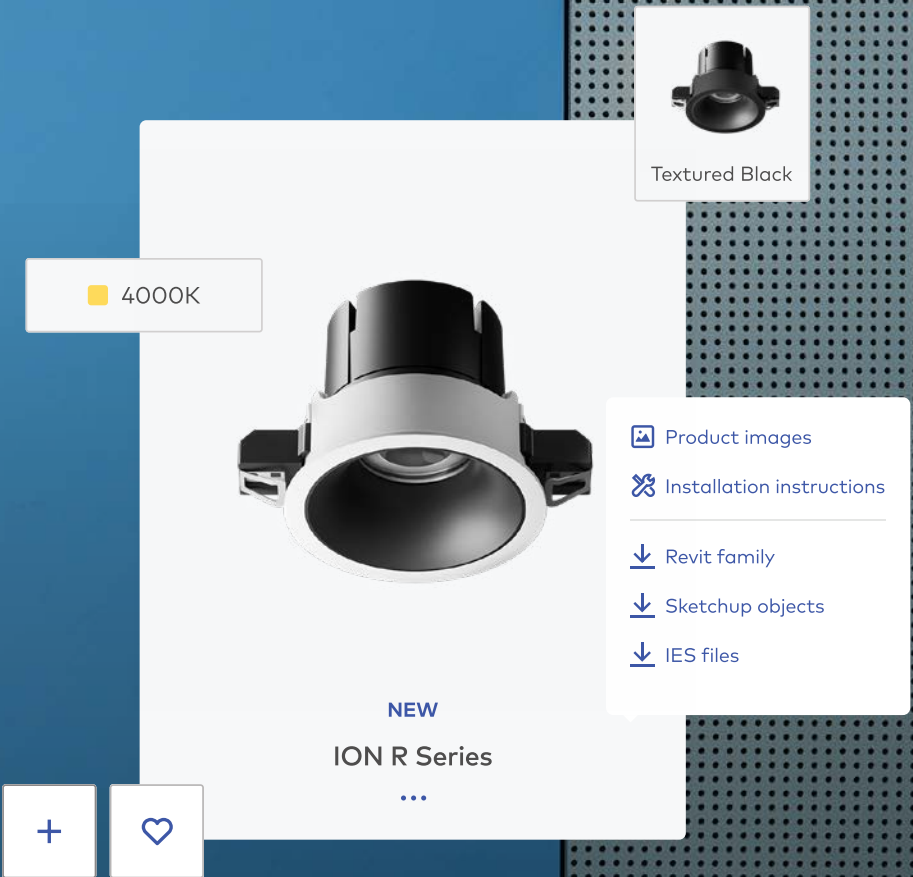 Textured Black
4000K
Product images
Installation instructions
Revit family
Sketchup objects
IES files
NEW
ION R Series